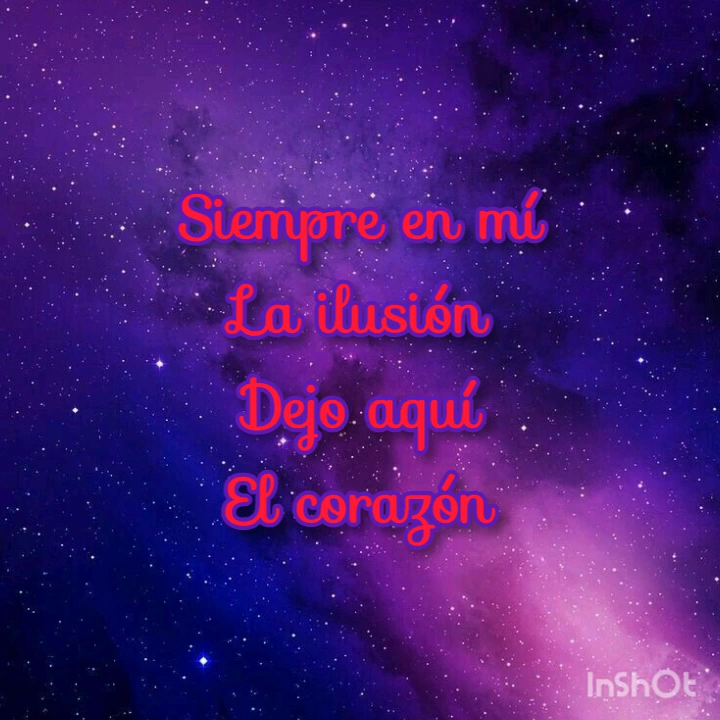 Siempre en mí
La ilusión
Dejo aquí
El corazón
InShOt